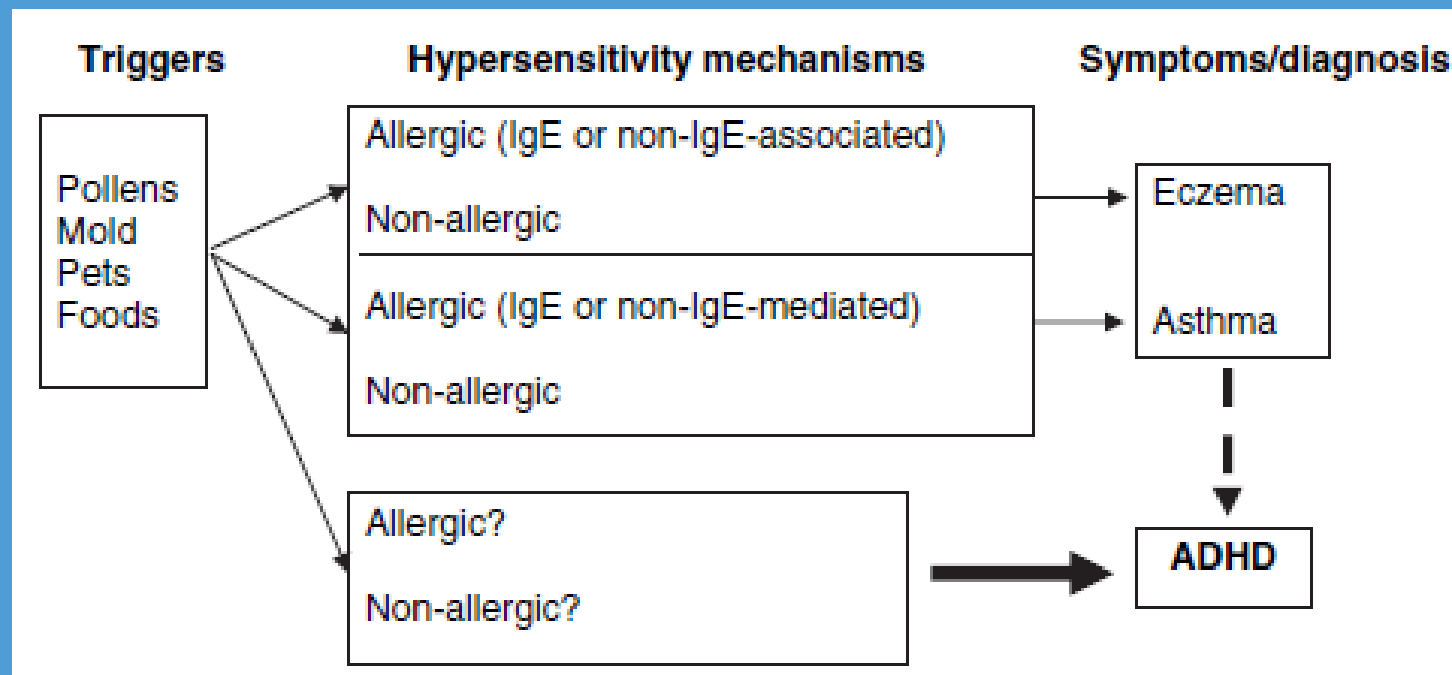 Triggers
Hypersensitivity mechanisms
Symptoms/diagnosis
Pollens
Mold
Pets
Foods
Allergic (IgE or non-IgE-associated)
Non-allergic
Allergic (IgE or non-IgE-mediated)
Non-allergic
Allergic?
Non-allergic?
Eczema
Asthma
ADHD